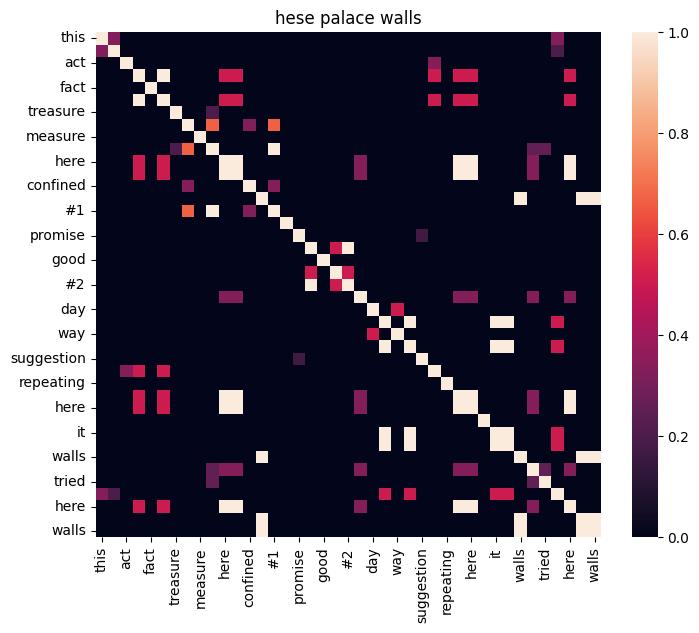 hese palace walls
this
act
fact
treasure
measure
here
confined
#1
promise
good
#2
day
way
suggestion
repeating
here
it
walls
tried
here
walls
this
act
fact
treasure
measure
here
confined
#1
promise
good
#2
day
way
suggestion
repeating
here
it
walls
tried
here
walls
1.0
0.8
0.6
0.4
0.2
0.0